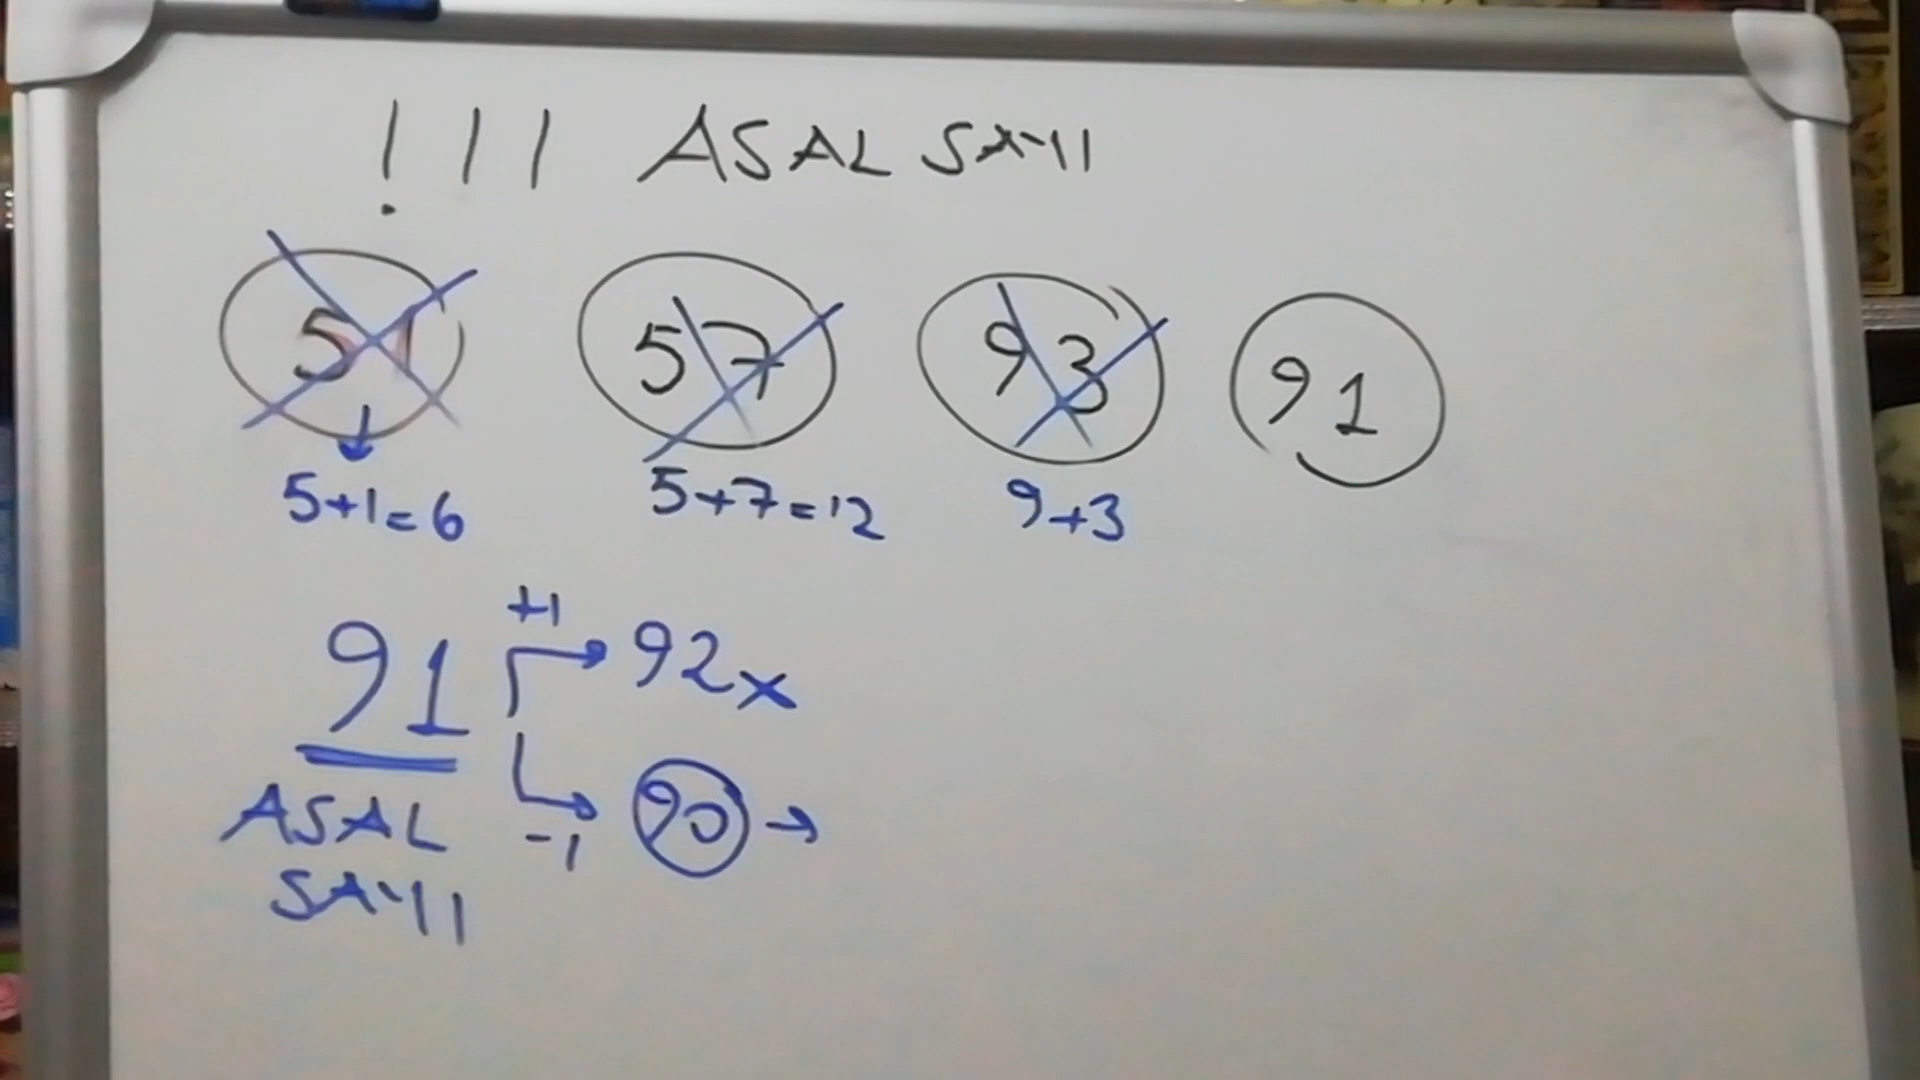 !!! ASAL SAYI
51 57 93 91
5+1=6 5+7=12 9+3
+1
91 → 92 x
-1 → 90 →
ASAL
SAYI